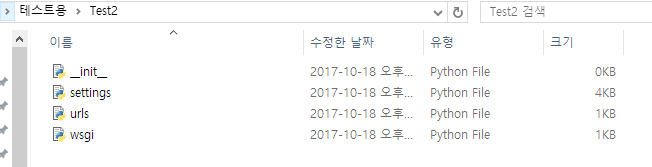 테스트용 > Test2
Test2 검색
이름 수정한 날짜 유형 크기
__init__ 2017-10-18 오후... Python File 0KB
settings 2017-10-18 오후... Python File 4KB
urls 2017-10-18 오후... Python File 1KB
wsgi 2017-10-18 오후... Python File 1KB